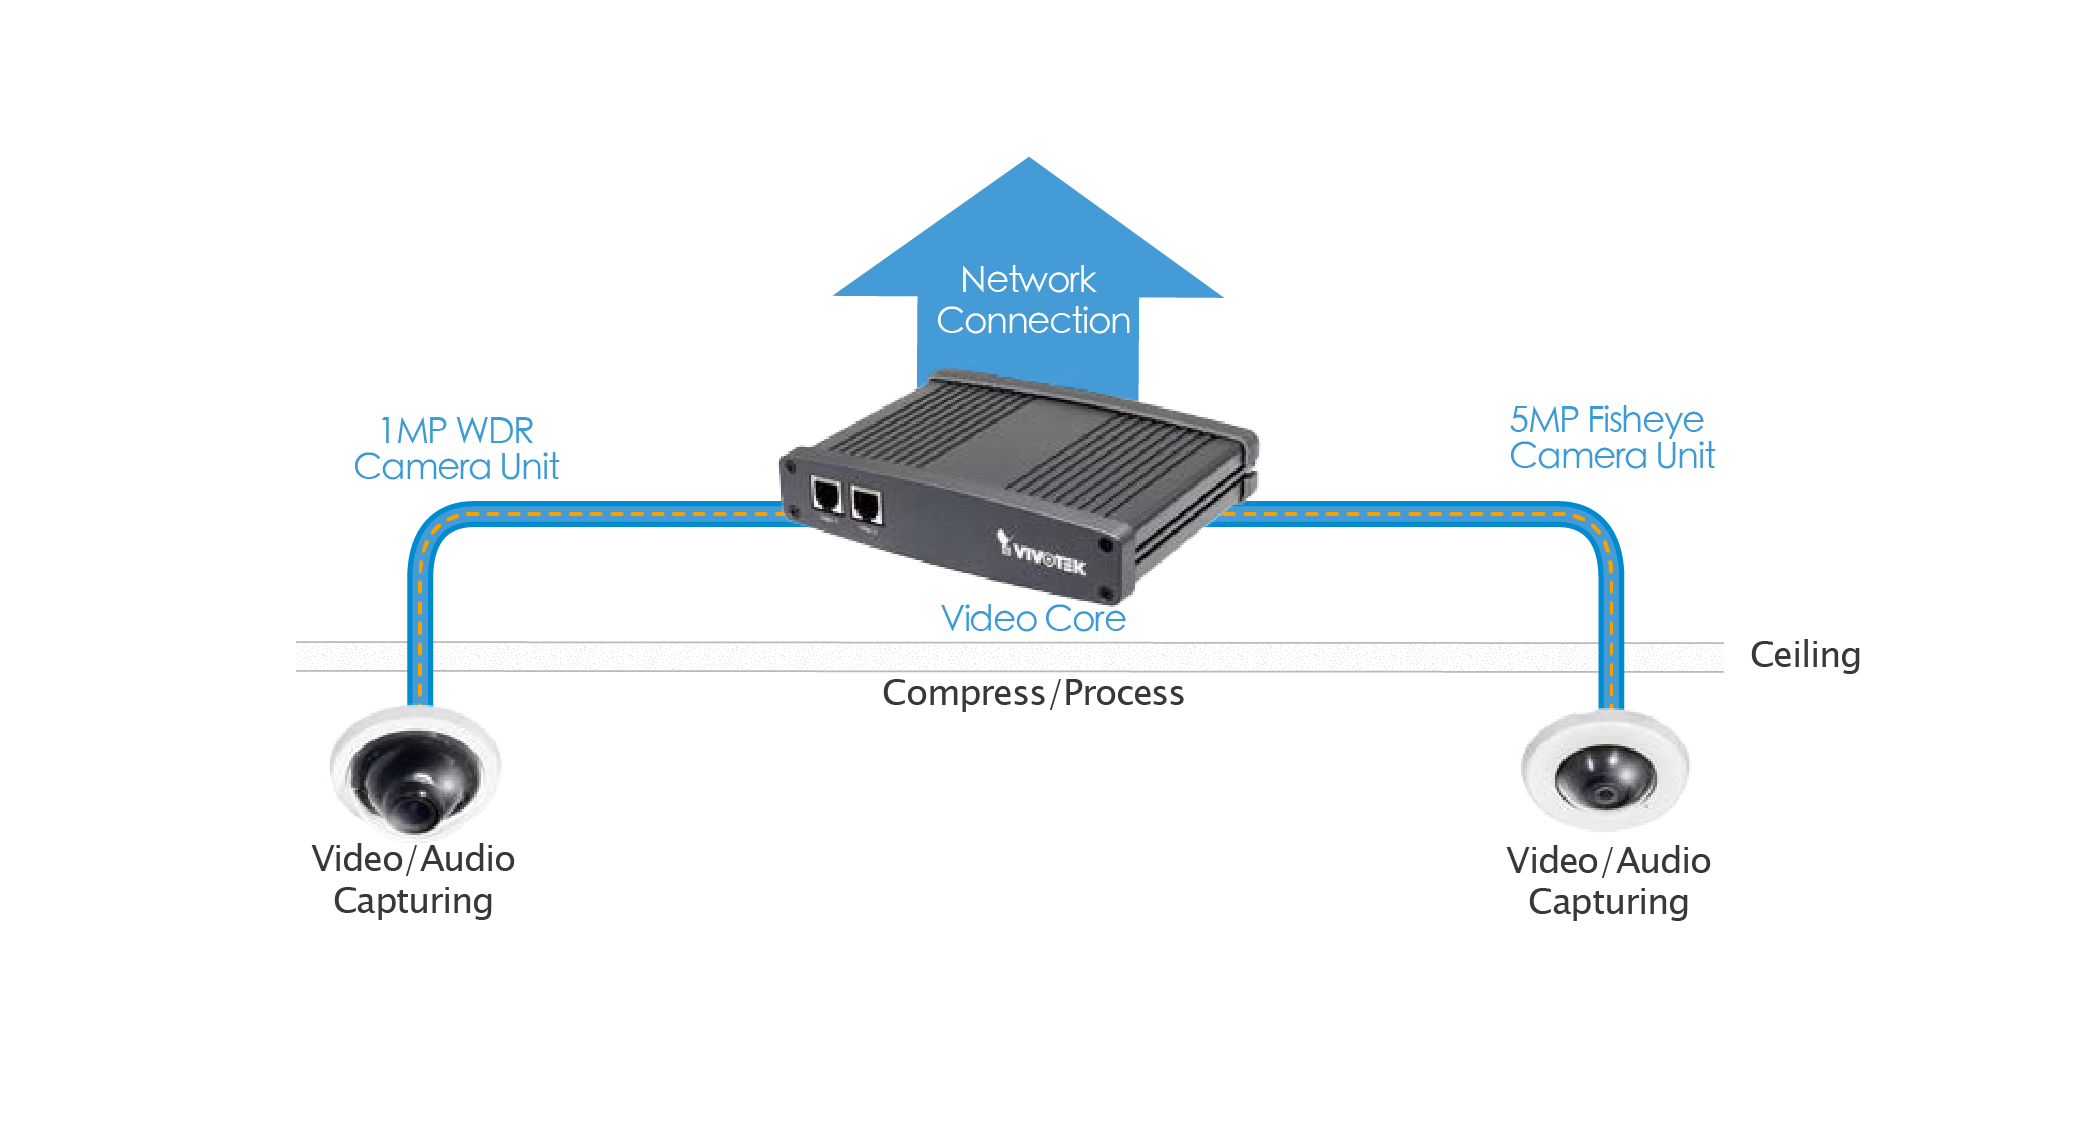 Network
Connection
1MP WDR
Camera Unit
5MP Fisheye
Camera Unit
VIVOTEK
Video Core
Ceiling
Compress/Process
Video/Audio
Capturing
Video/Audio
Capturing